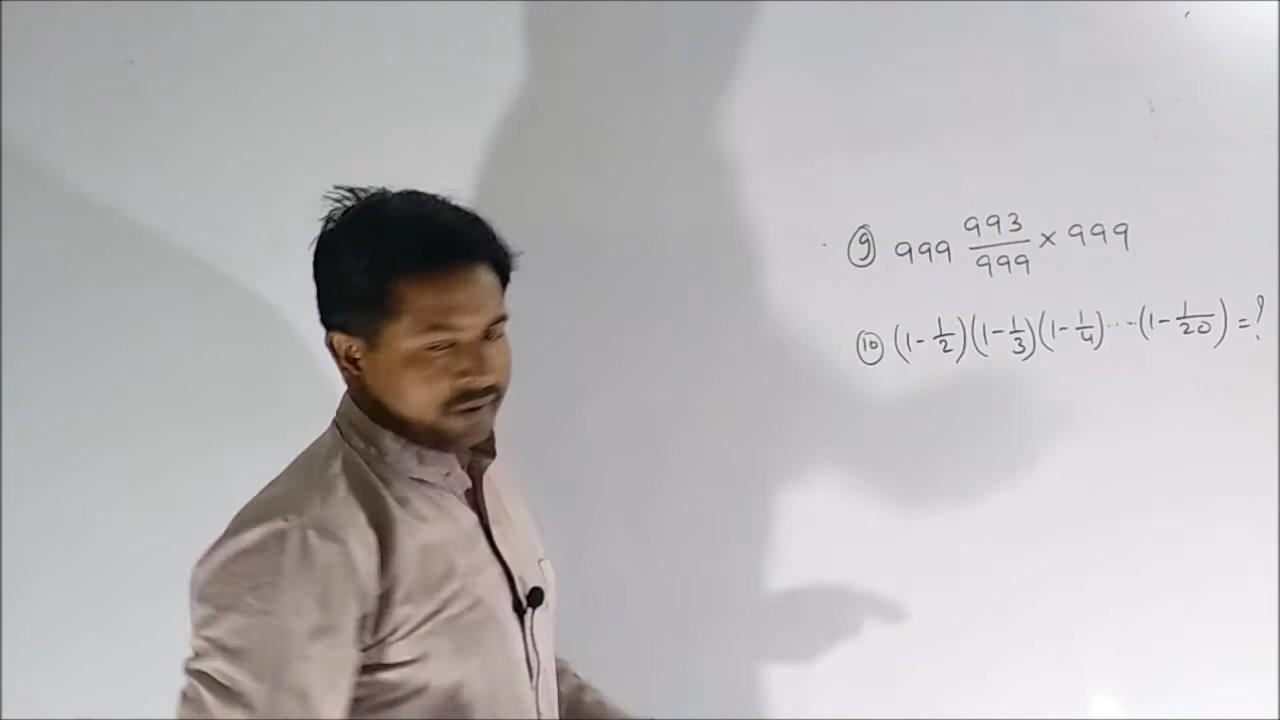 9 999 993/999 × 999
10 (1 - 1/2)(1 - 1/3)(1 - 1/4)...(1 - 1/20) = ?